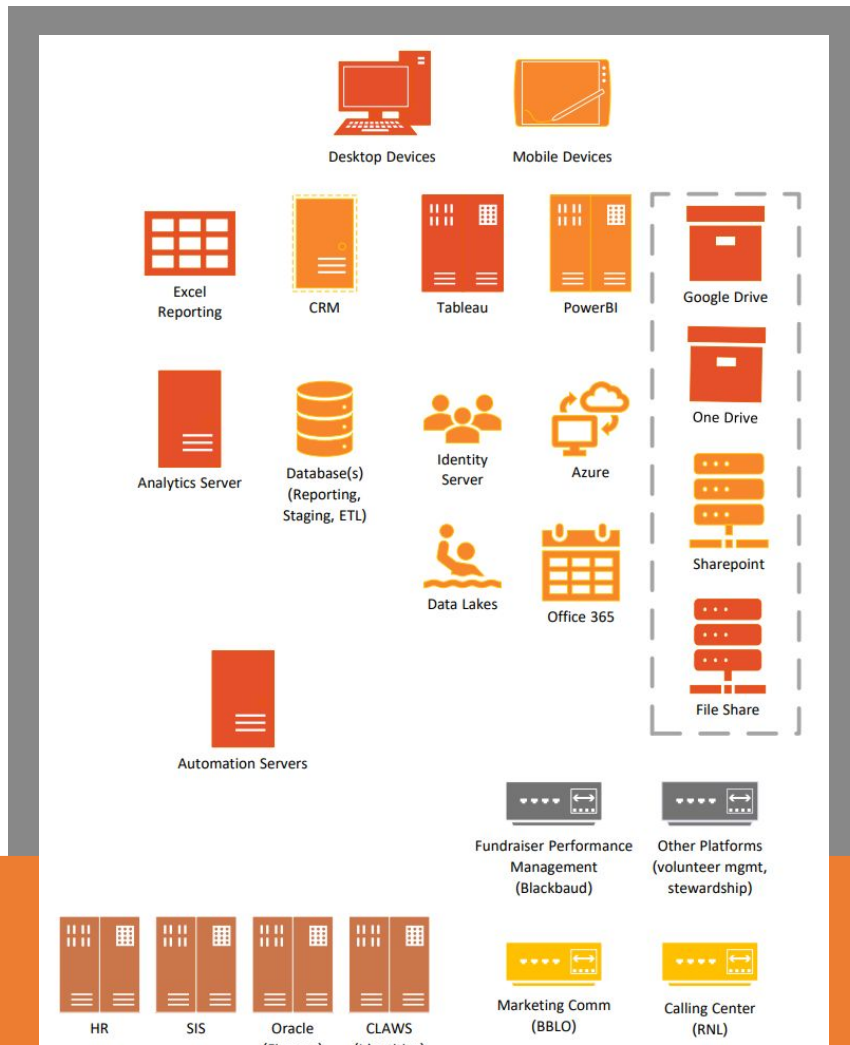 Desktop Devices
Mobile Devices
Excel
Reporting
CRM
Tableau
PowerBI
Google Drive
One Drive
Analytics Server
Database(s)
(Reporting,
Staging, ETL)
Identity
Server
Azure
Sharepoint
Data Lakes
Office 365
File Share
Automation Servers
Fundraiser Performance
Management
(Blackbaud)
Other Platforms
(volunteer mgmt,
stewardship)
HR
SIS
Oracle
CLAWS
Marketing Comm
(BBLO)
Calling Center
(RNL)